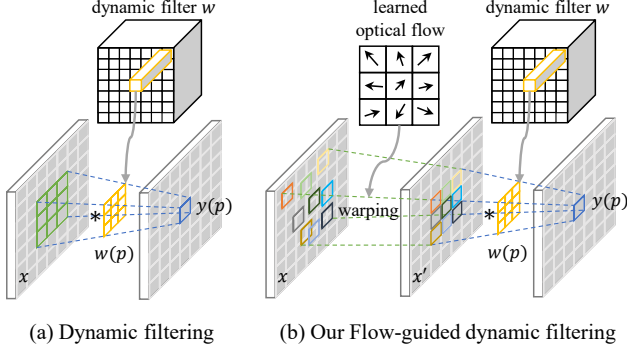 dynamic filter w
learned
optical flow
dynamic filter w
x
*
w(p)
y(p)
x
warping
x′
*
w(p)
y(p)
(a) Dynamic filtering
(b) Our Flow-guided dynamic filtering